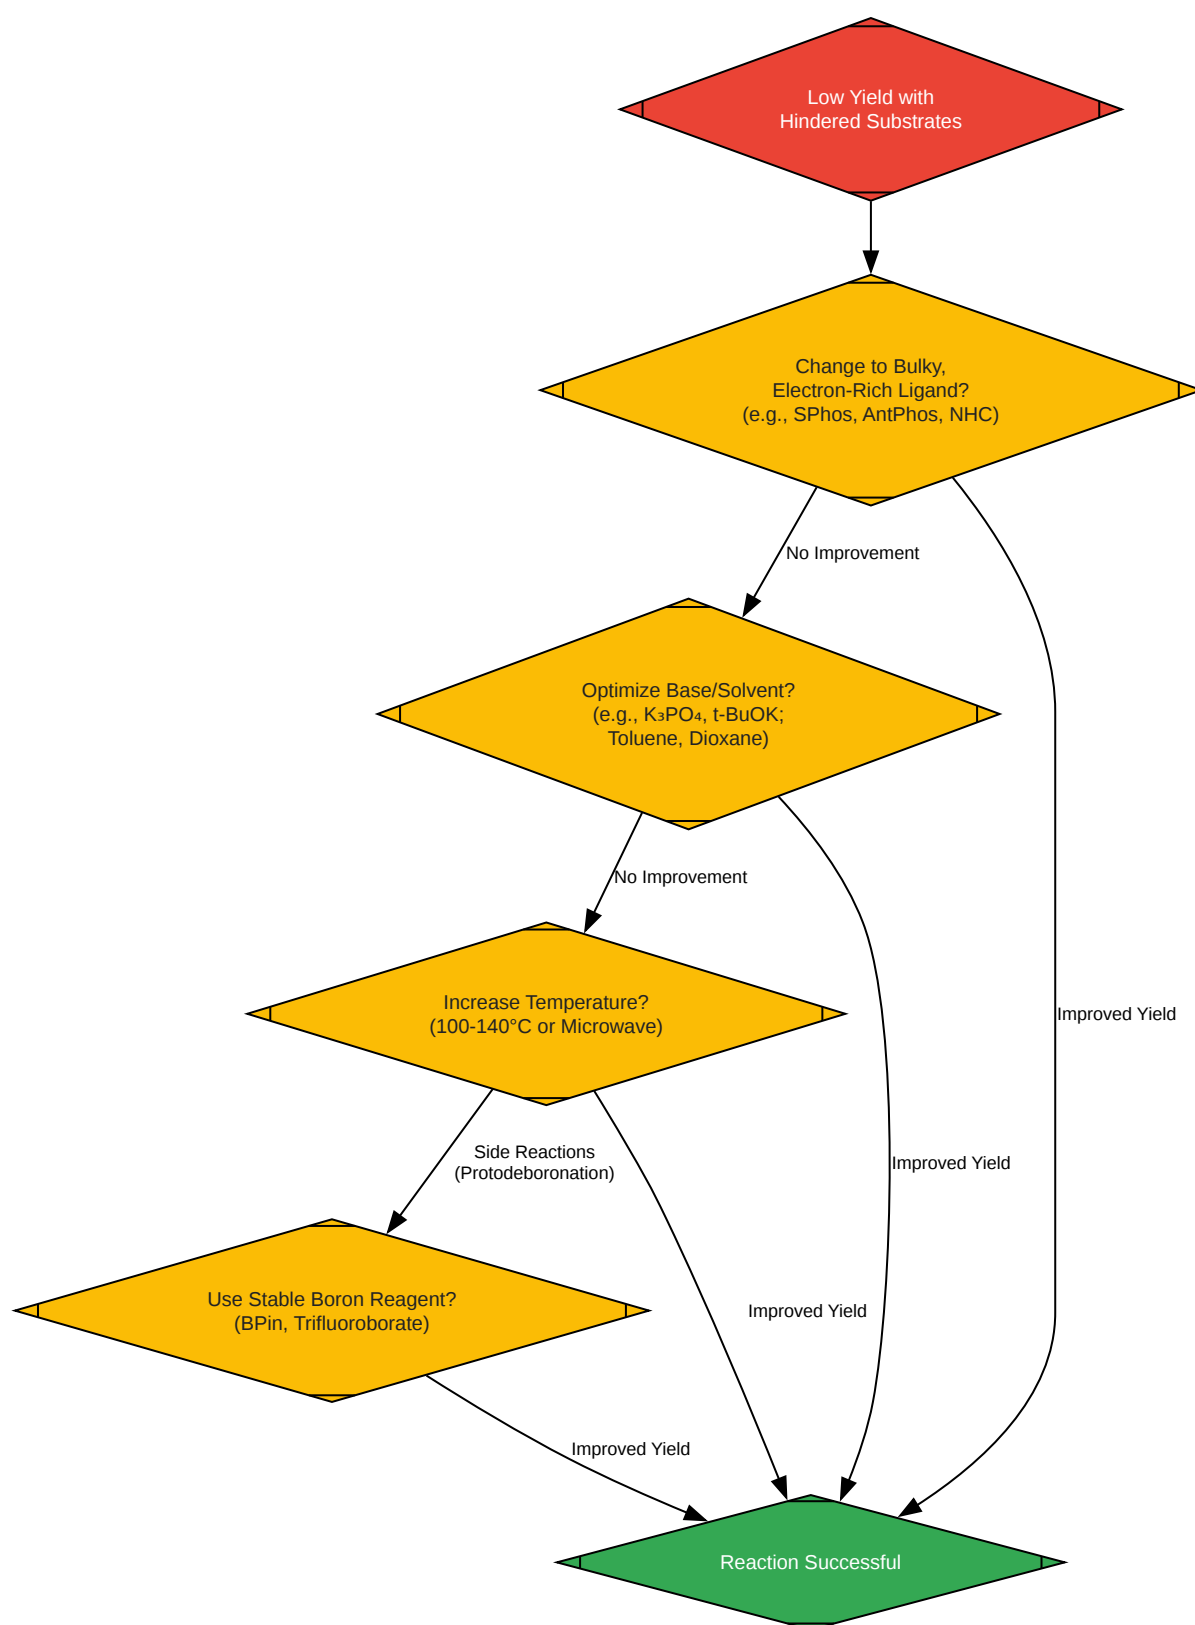 Low Yield with
Hindered Substrates
Change to Bulky,
Electron-Rich Ligand?
(e.g., SPhos, AntPhos, NHC)
No Improvement
Optimize Base/Solvent?
(e.g., K₃PO₄, t-BuOK;
Toluene, Dioxane)
No Improvement
Increase Temperature?
(100-140°C or Microwave)
Improved Yield
Side Reactions
(Protodeboronation)
Improved Yield
Use Stable Boron Reagent?
(BPin, Trifluoroborate)
Improved Yield
Improved Yield
Reaction Successful